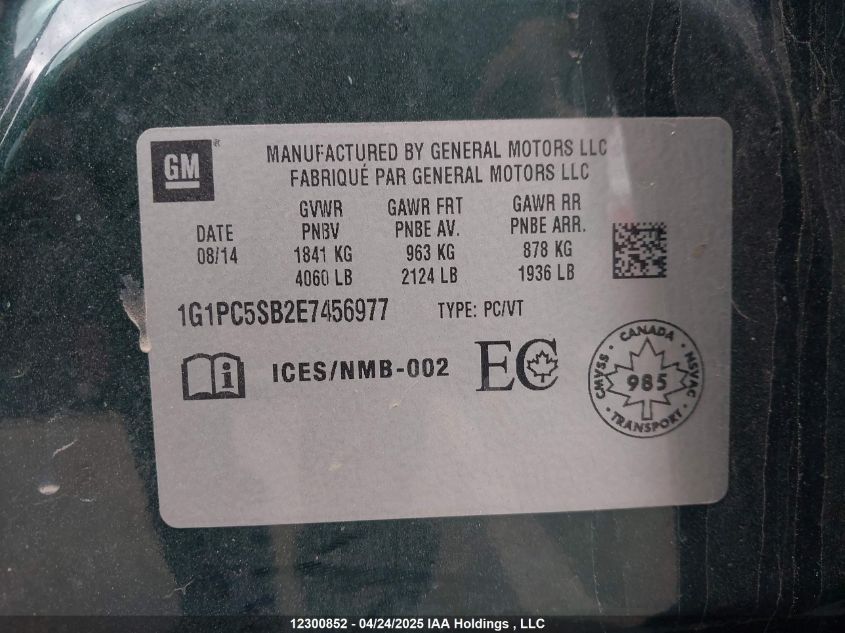 GM
MANUFACTURED BY GENERAL MOTORS LLC
FABRIQUÉ PAR GENERAL MOTORS LLC
GVWR GAWR FRT GAWR RR
DATE PNBV PNBE AV. PNBE ARR.
08/14 1841 KG 963 KG 878 KG
4060 LB 2124 LB 1936 LB
1G1PC5SB2E7456977 TYPE: PC/VT
ICES/NMB-002 EC
CANADA
CMVSS 985 NSVAC
TRANSPORT
12300852 - 04/24/2025 IAA Holdings , LLC